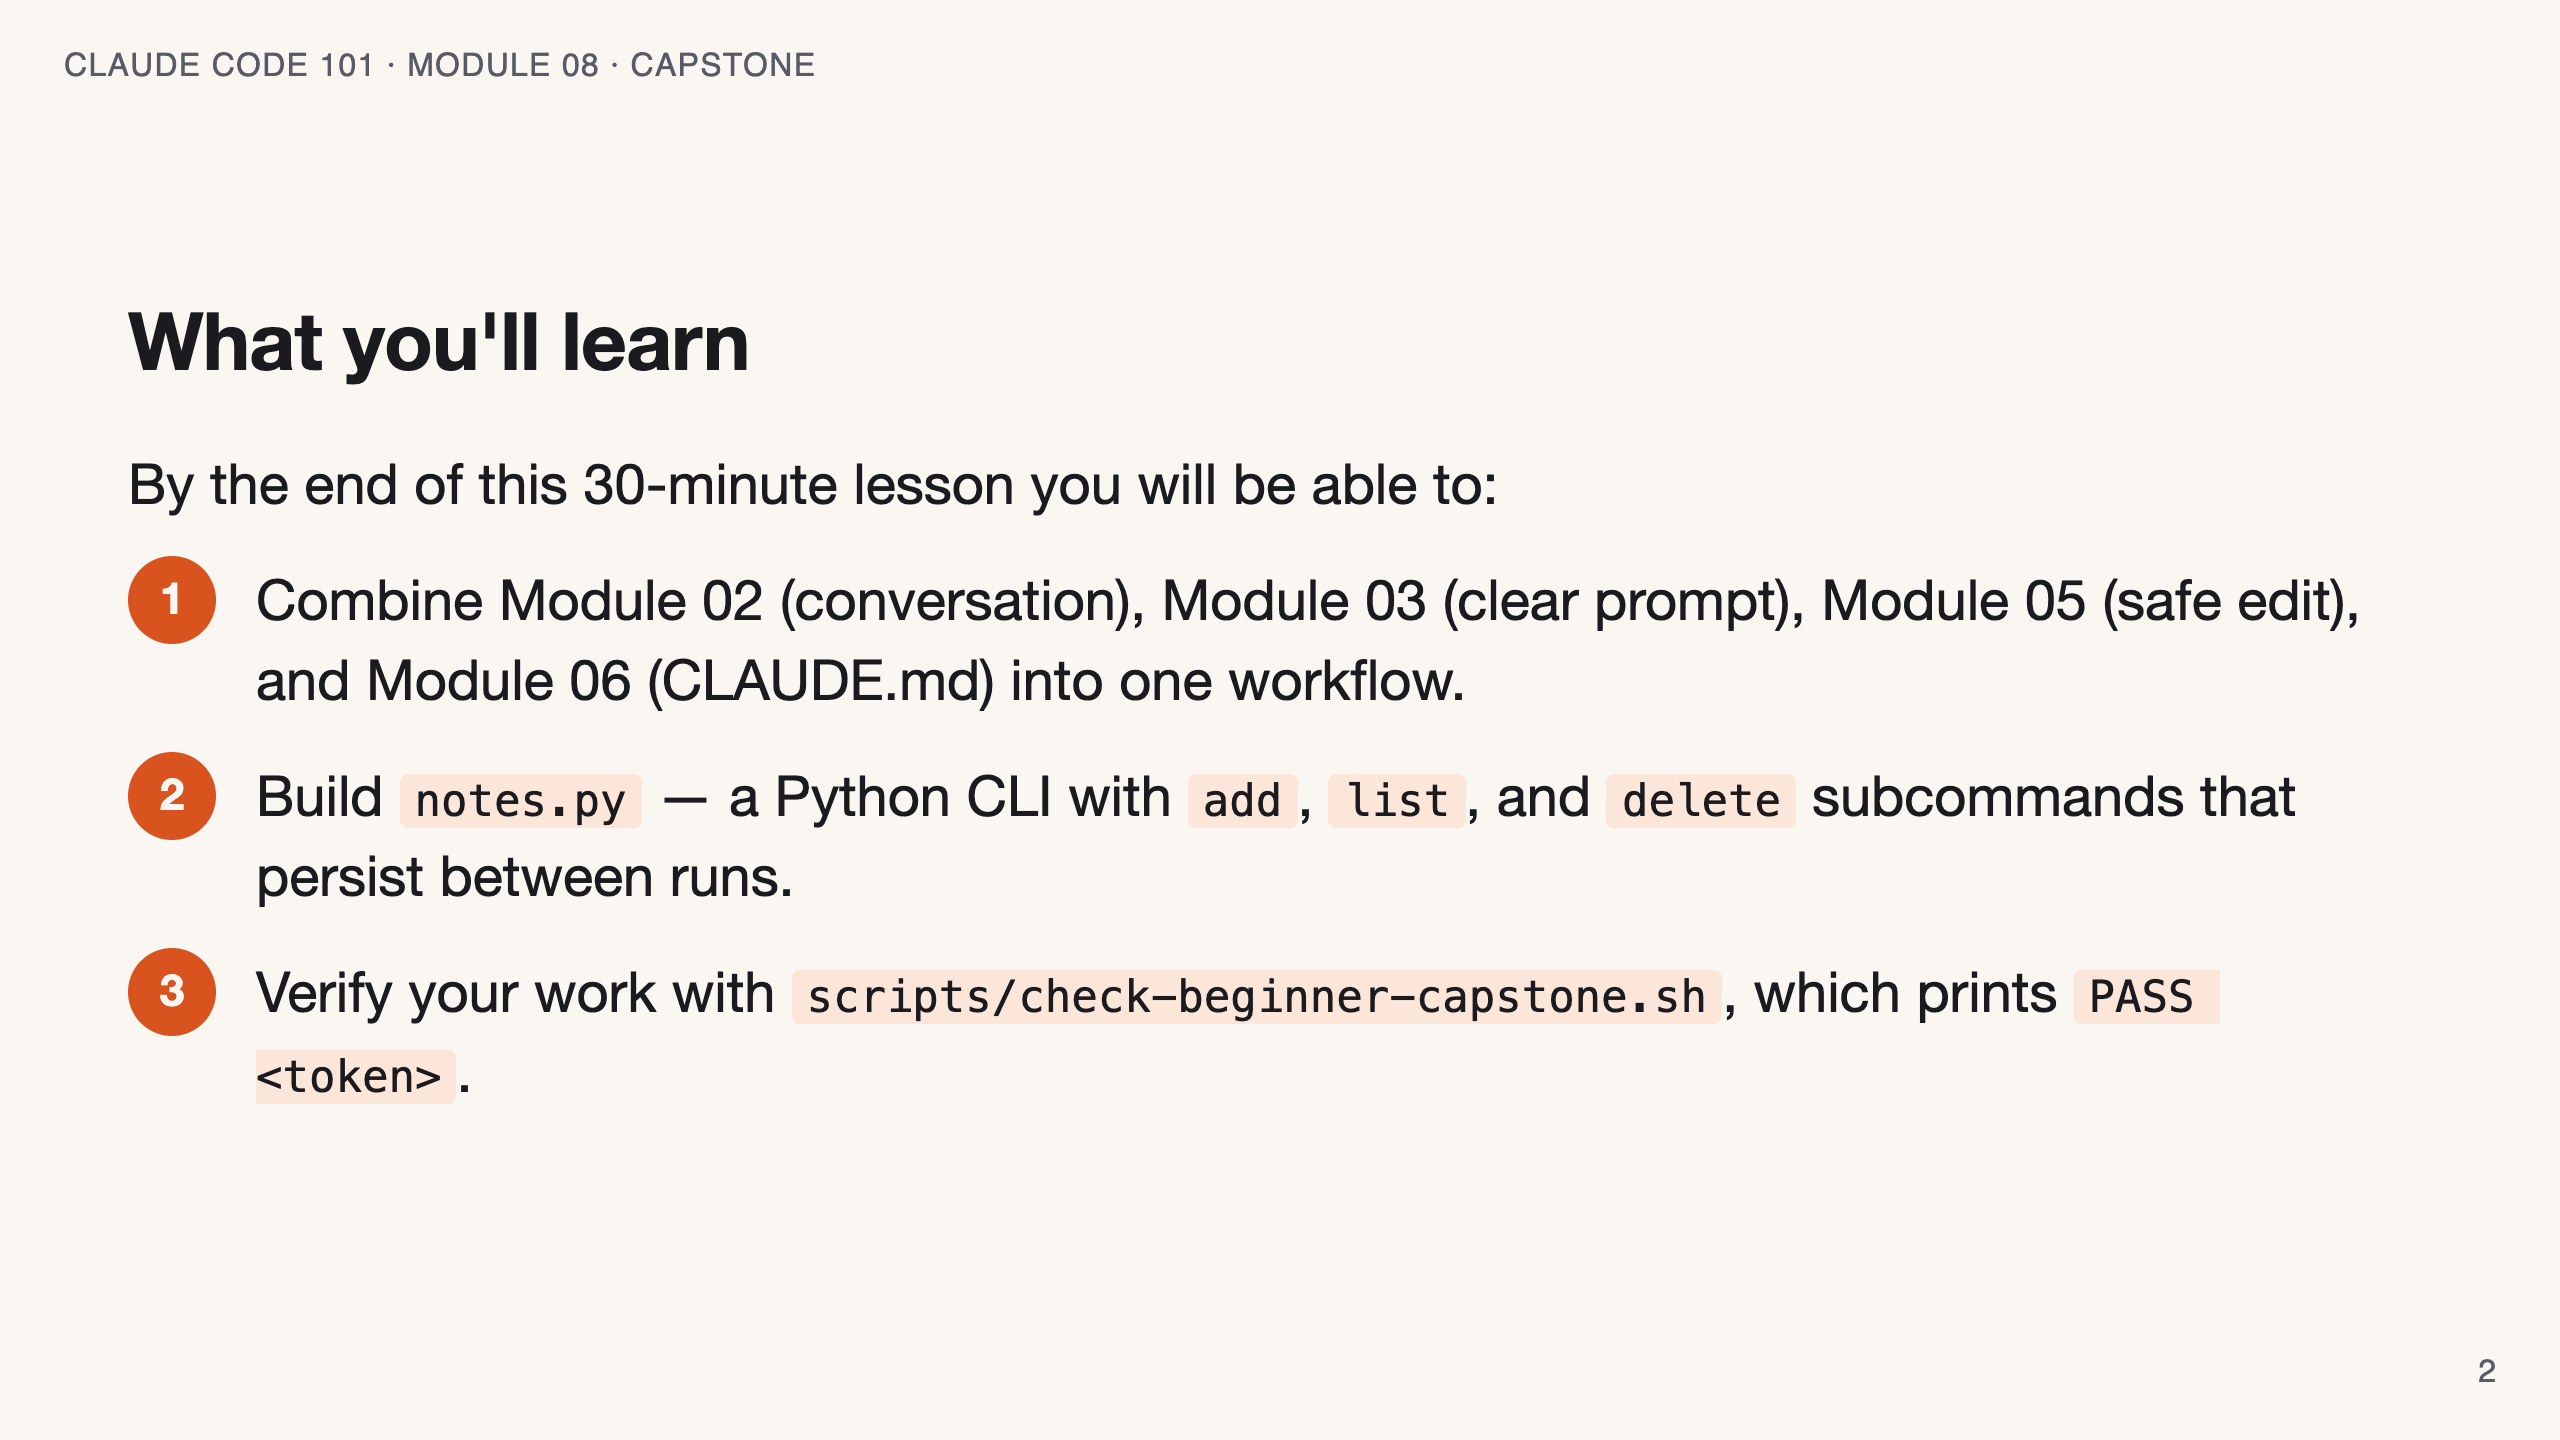 CLAUDE CODE 101 · MODULE 08 · CAPSTONE
What you'll learn
By the end of this 30-minute lesson you will be able to:
1 Combine Module 02 (conversation), Module 03 (clear prompt), Module 05 (safe edit),
and Module 06 (CLAUDE.md) into one workflow.
2 Build notes.py — a Python CLI with add, list, and delete subcommands that
persist between runs.
3 Verify your work with scripts/check-beginner-capstone.sh, which prints PASS
<token>.
2